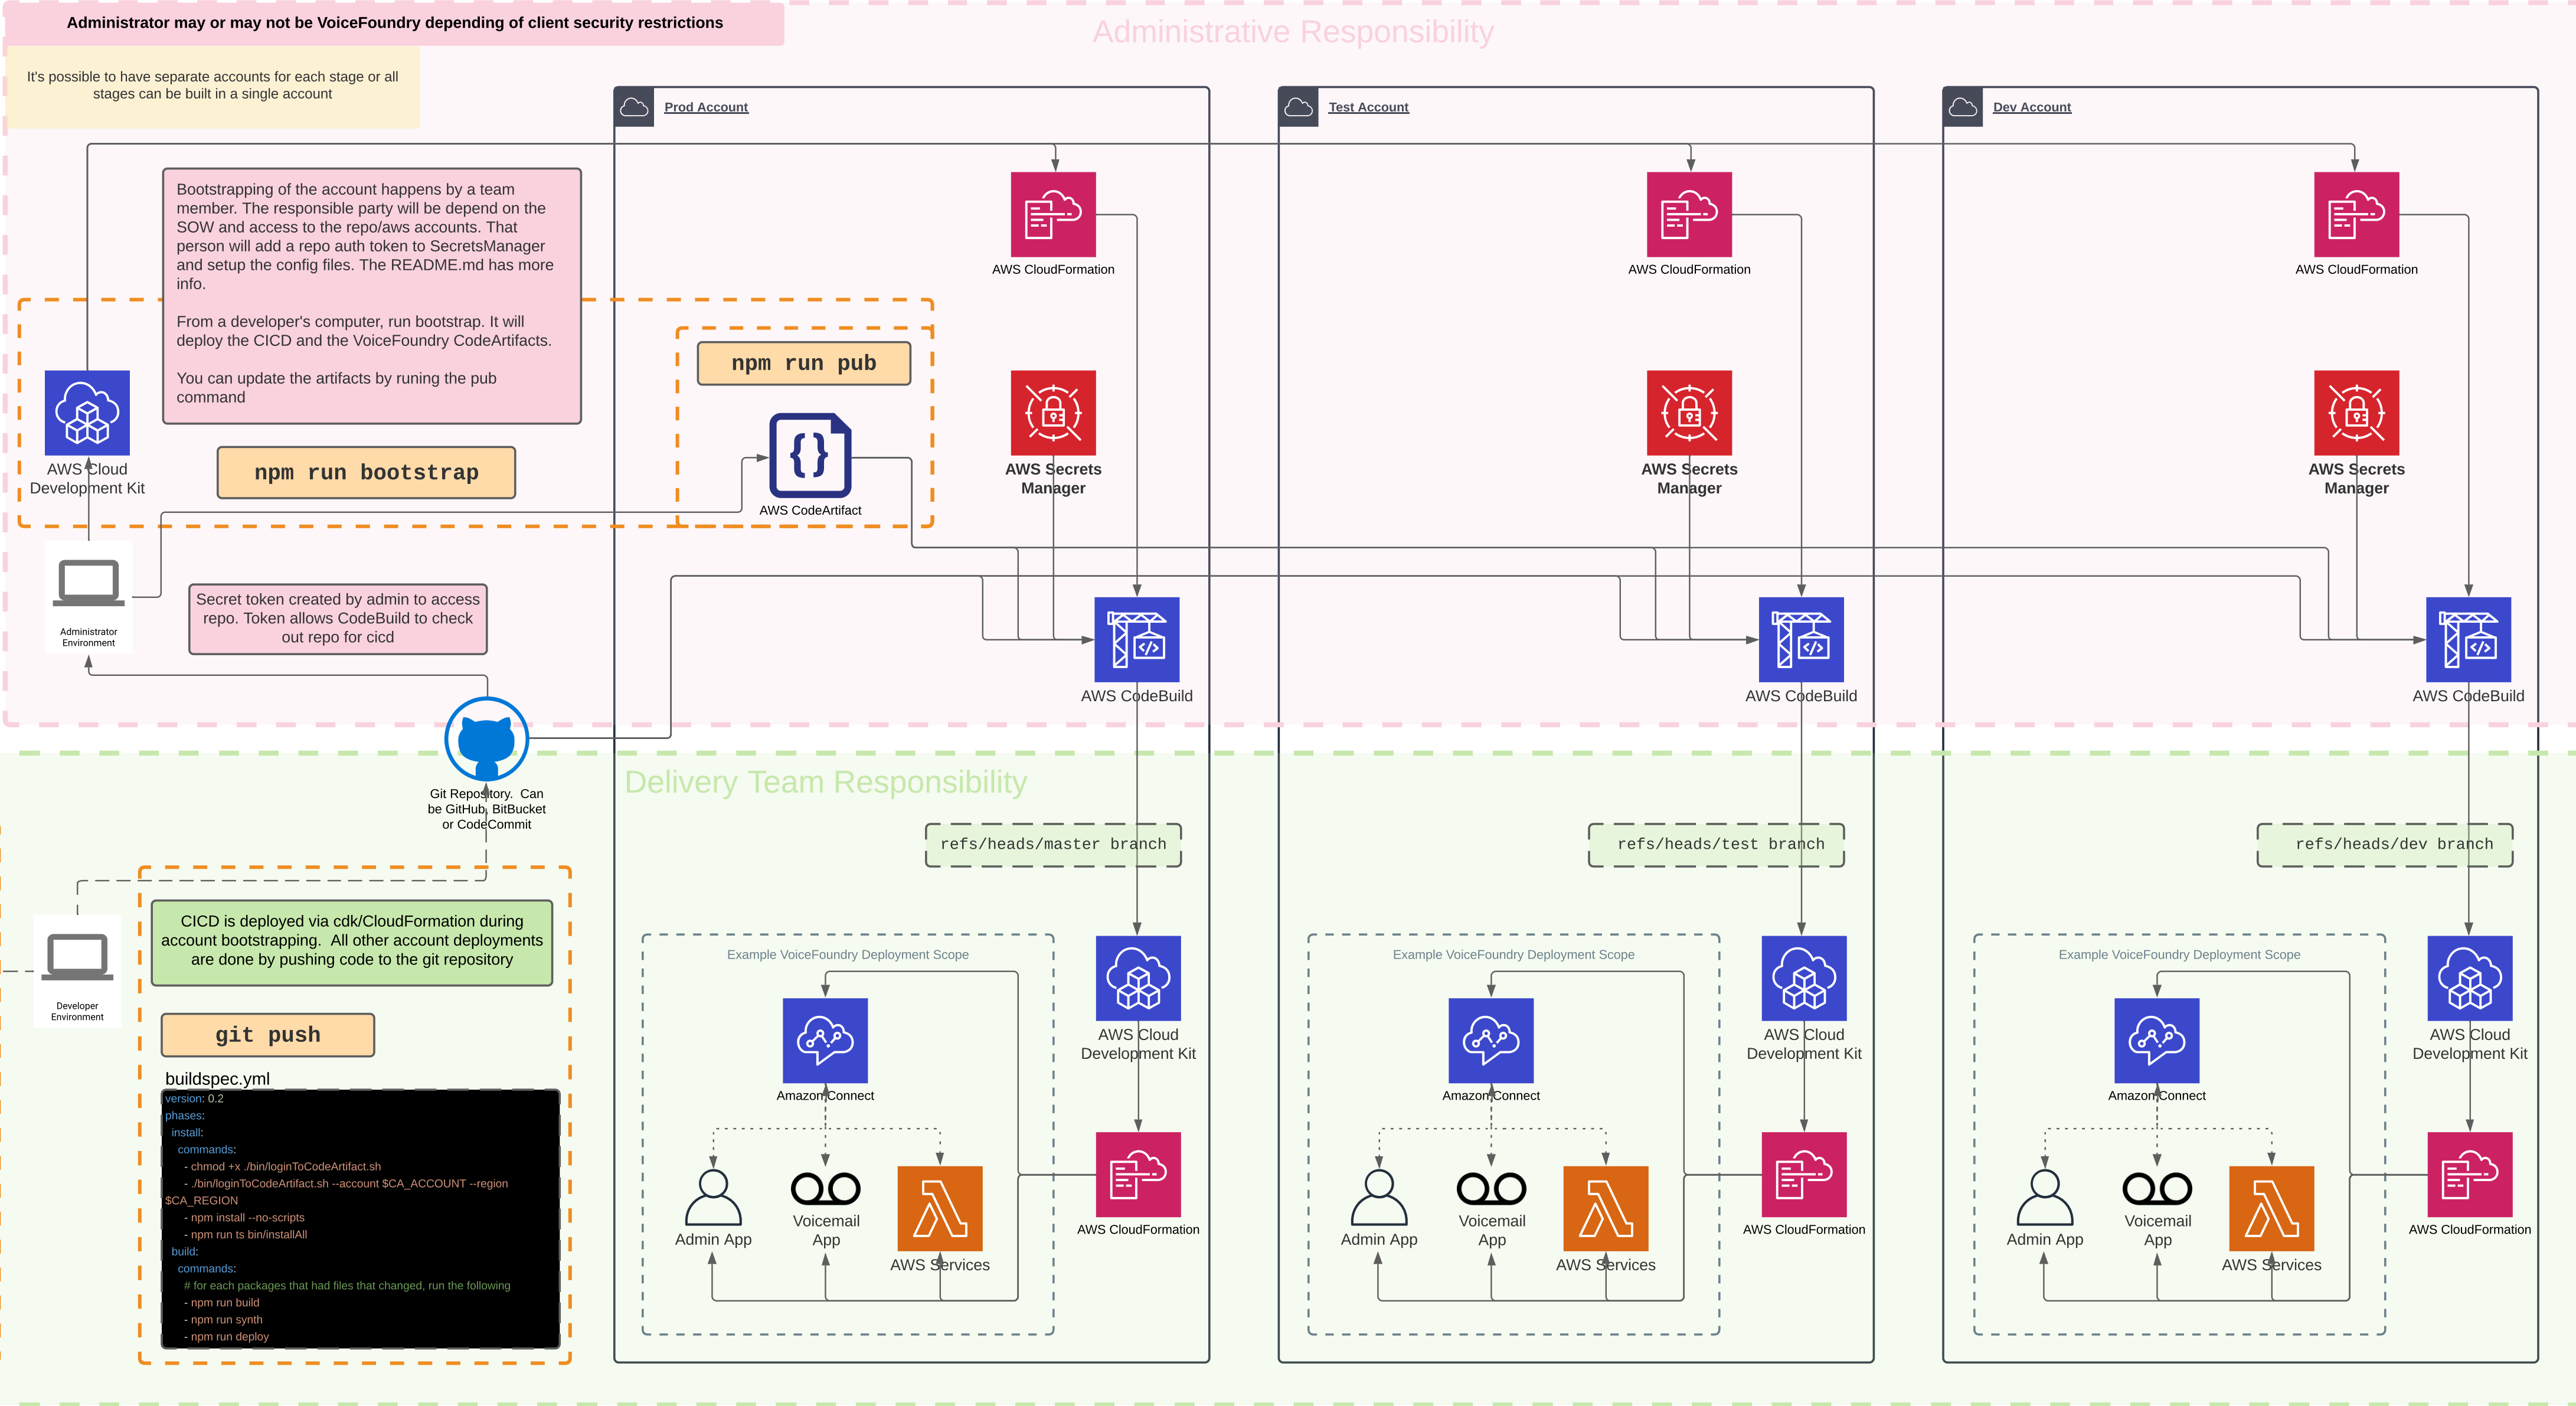 Administrator may or may not be VoiceFoundry depending of client security restrictions
Administrative Responsibility
It's possible to have separate accounts for each stage or all
stages can be built in a single account
Prod Account
Test Account
Dev Account
Bootstrapping of the account happens by a team
member. The responsible party will be depend on the
SOW and access to the repo/aws accounts. That
person will add a repo auth token to SecretsManager
and setup the config files. The README.md has more
info.
From a developer's computer, run bootstrap. It will
deploy the CICD and the VoiceFoundry CodeArtifacts.
You can update the artifacts by runing the pub
command
AWS CloudFormation
AWS CloudFormation
AWS CloudFormation
npm run pub
AWS Cloud
Development Kit
npm run bootstrap
AWS CodeArtifact
AWS Secrets
Manager
AWS Secrets
Manager
AWS Secrets
Manager
Administrator
Environment
Secret token created by admin to access
repo. Token allows CodeBuild to check
out repo for cicd
AWS CodeBuild
AWS CodeBuild
AWS CodeBuild
Delivery Team Responsibility
Git Repository.  Can
be GitHub, BitBucket
or CodeCommit
refs/heads/master branch
refs/heads/test branch
refs/heads/dev branch
CICD is deployed via cdk/CloudFormation during
account bootstrapping.  All other account deployments
are done by pushing code to the git repository
Developer
Environment
git push
buildspec.yml
version: 0.2
phases:
install:
commands:
- chmod +x ./bin/loginToCodeArtifact.sh
- ./bin/loginToCodeArtifact.sh --account $CA_ACCOUNT --region
$CA_REGION
- npm install --no-scripts
- npm run ts bin/installAll
build:
commands:
# for each packages that had files that changed, run the following
- npm run build
- npm run synth
- npm run deploy
Example VoiceFoundry Deployment Scope
Amazon Connect
AWS Cloud
Development Kit
Admin App
Voicemail
App
AWS Services
AWS CloudFormation
Example VoiceFoundry Deployment Scope
Amazon Connect
AWS Cloud
Development Kit
Admin App
Voicemail
App
AWS Services
AWS CloudFormation
Example VoiceFoundry Deployment Scope
Amazon Connect
AWS Cloud
Development Kit
Admin App
Voicemail
App
AWS Services
AWS CloudFormation